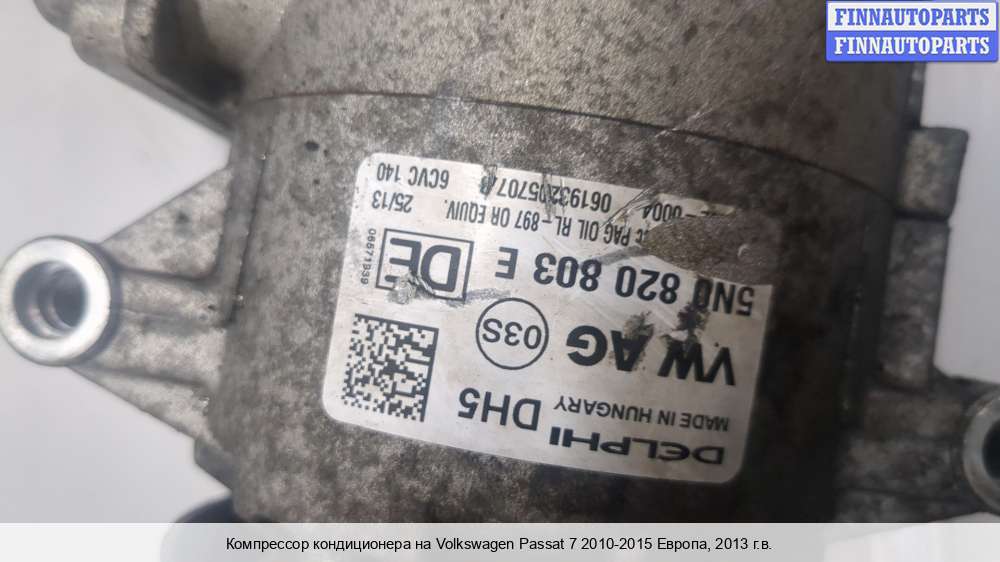 FINNAUTOPARTS
FINNAUTOPARTS
DELPHI DH5
MADE IN HUNGARY
VW AG 03S
5N0 820 803 E DE
PAG OIL RL-897 OR EQUIV. 25/13
6CVC 140
06571939
Компрессор кондиционера на Volkswagen Passat 7 2010-2015 Европа, 2013 г.в.